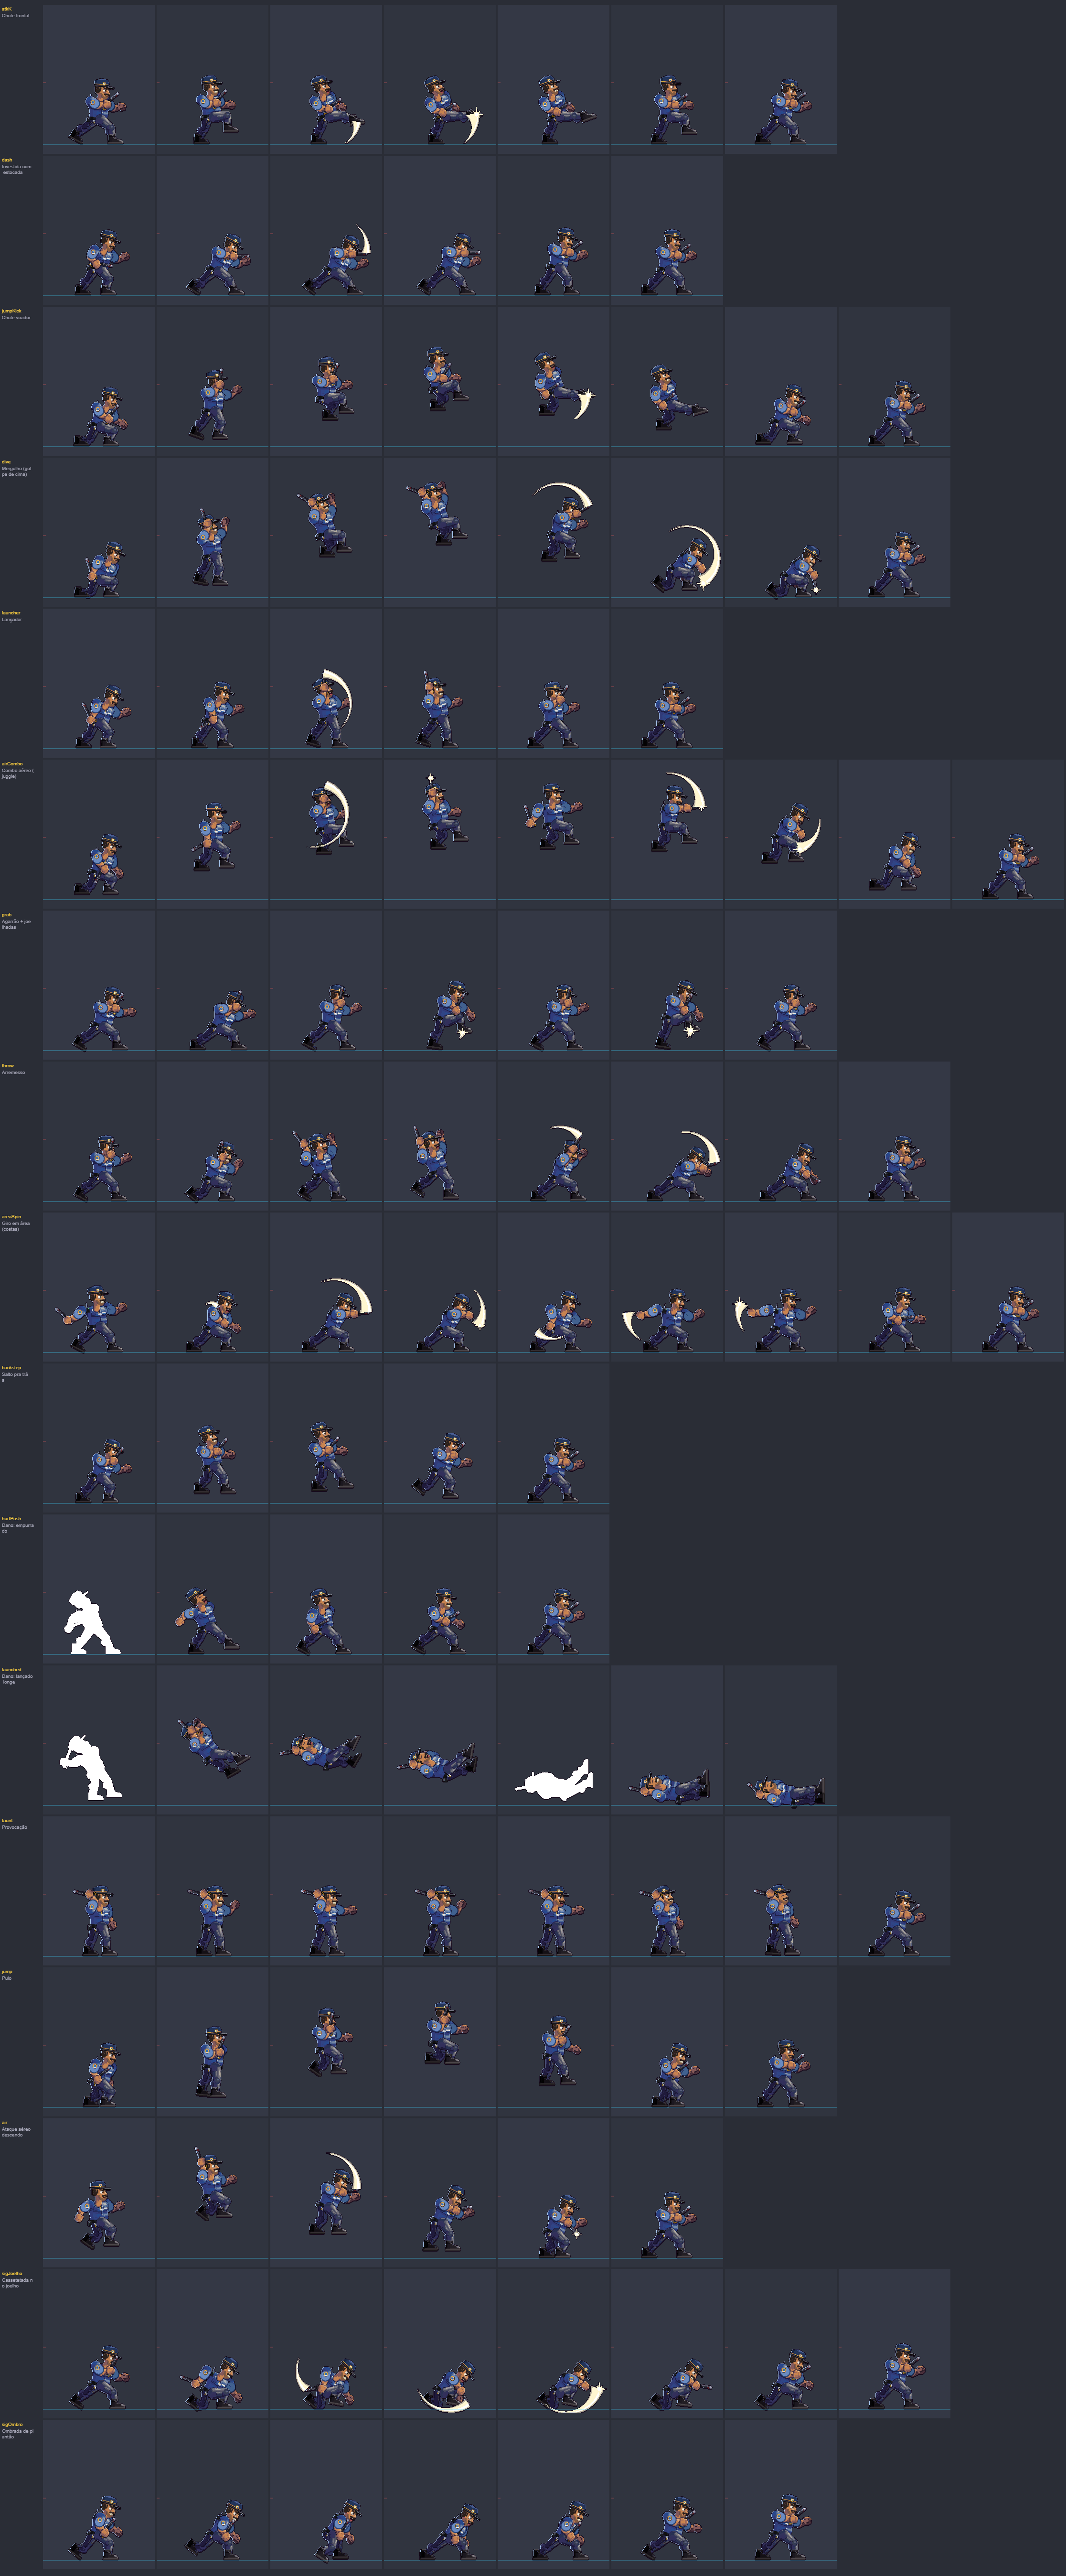 atkK
Chute frontal
dash
Investida com
estocada
jumpKick
Chute voador
dive
Mergulho (gol
pe de cima)
launcher
Lançador
airCombo
Combo aéreo (
juggle)
grab
Agarrão + joe
lhadas
throw
Arremesso
areaSpin
Giro em área
(costas)
backstep
Salto pra trá
s
hurtPush
Dano: empurra
do
launched
Dano: lançado
longe
taunt
Provocação
jump
Pulo
air
Ataque aéreo
descendo
sigJoelho
Cassetetada n
o joelho
sigOmbro
Ombrada de pl
antão